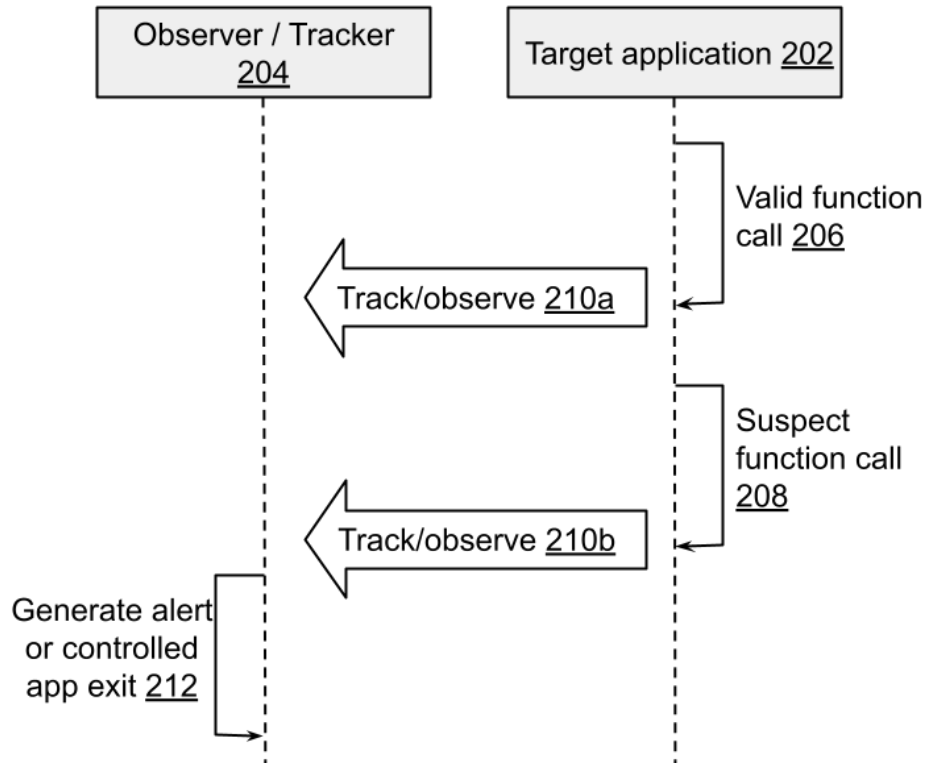 Observer / Tracker
204
Target application 202
Valid function
call 206
Track/observe 210a
Suspect
function call
208
Track/observe 210b
Generate alert
or controlled
app exit 212